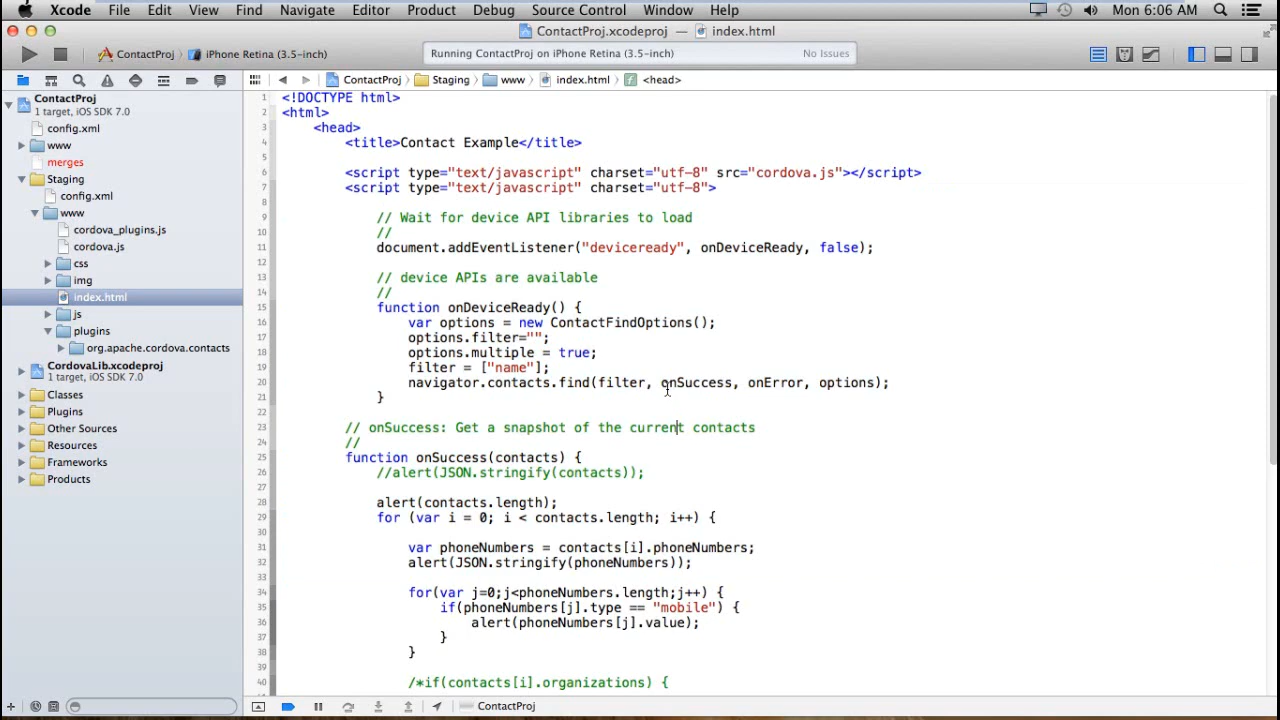 Xcode File Edit View Find Navigate Editor Product Debug Source Control Window Help Mon 6:06 AM
ContactProj.xcodeproj — index.html
ContactProj iPhone Retina (3.5-inch) Running ContactProj on iPhone Retina (3.5-inch) No Issues
ContactProj Staging www index.html <head>
ContactProj
1 target, iOS SDK 7.0
config.xml
www
merges
Staging
config.xml
www
cordova_plugins.js
cordova.js
css
img
index.html
js
plugins
org.apache.cordova.contacts
CordovaLib.xcodeproj
1 target, iOS SDK 7.0
Classes
Plugins
Other Sources
Resources
Frameworks
Products
1 <!DOCTYPE html>
2 <html>
3 <head>
4 <title>Contact Example</title>
5
6 <script type="text/javascript" charset="utf-8" src="cordova.js"></script>
7 <script type="text/javascript" charset="utf-8">
8
9 // Wait for device API libraries to load
10 //
11 document.addEventListener("deviceready", onDeviceReady, false);
12
13 // device APIs are available
14 //
15 function onDeviceReady() {
16 var options = new ContactFindOptions();
17 options.filter="";
18 options.multiple = true;
19 filter = ["name"];
20 navigator.contacts.find(filter, onSuccess, onError, options);
21 }
22
23 // onSuccess: Get a snapshot of the current contacts
24 //
25 function onSuccess(contacts) {
26 //alert(JSON.stringify(contacts));
27
28 alert(contacts.length);
29 for (var i = 0; i < contacts.length; i++) {
30
31 var phoneNumbers = contacts[i].phoneNumbers;
32 alert(JSON.stringify(phoneNumbers));
33
34 for(var j=0;j<phoneNumbers.length;j++) {
35 if(phoneNumbers[j].type == "mobile") {
36 alert(phoneNumbers[j].value);
37 }
38 }
39
40 /*if(contacts[i].organizations) {
ContactProj